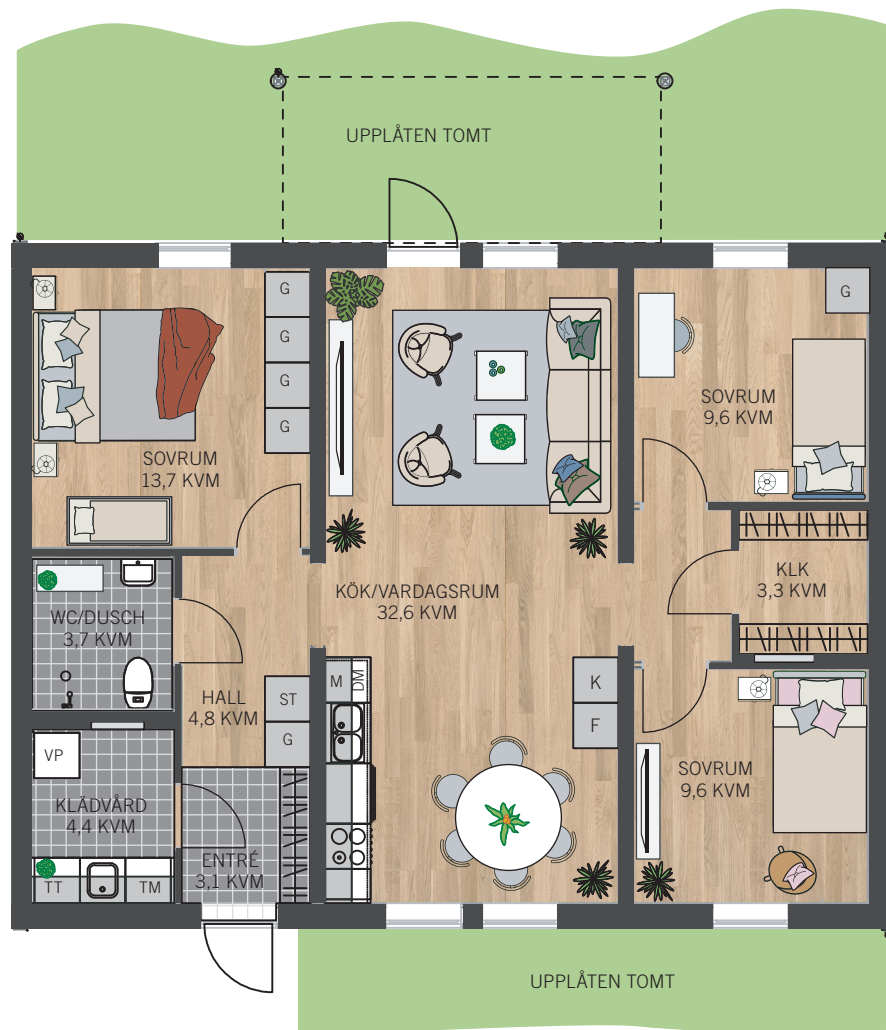 UPPLÅTEN TOMT
G
G
G
G
G
SOVRUM
13,7 KVM
SOVRUM
9,6 KVM
WC/DUSCH
3,7 KVM
KÖK/VARDAGSRUM
32,6 KVM
KLK
3,3 KVM
HALL
4,8 KVM
ST
G
M
DM
K
F
VP
KLÄDVÅRD
4,4 KVM
SOVRUM
9,6 KVM
ENTRÉ
3,1 KVM
TT
TM
UPPLÅTEN TOMT